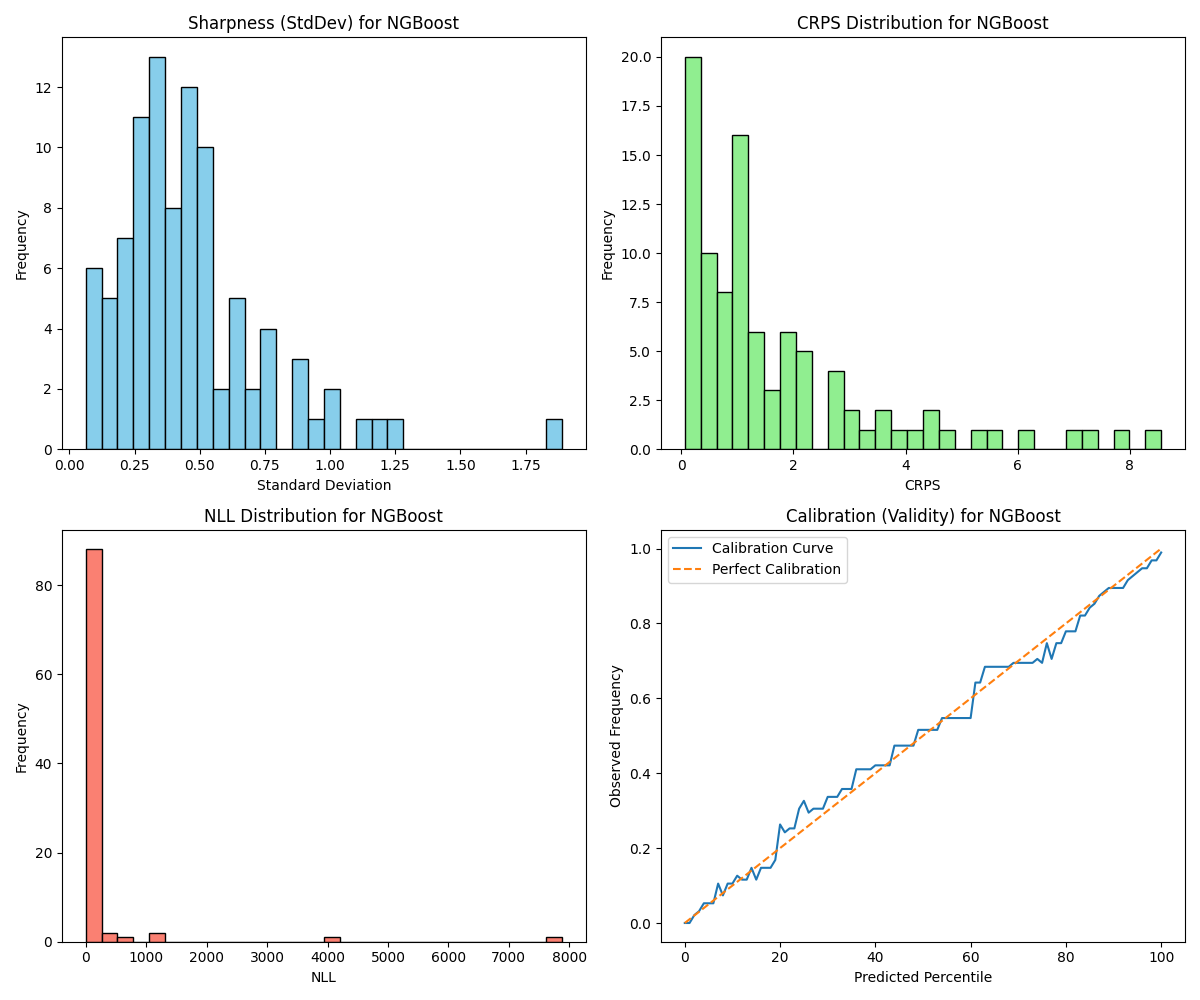 Sharpness (StdDev) for NGBoost
Frequency
12
10
8
6
4
2
0
0.00 0.25 0.50 0.75 1.00 1.25 1.50 1.75
Standard Deviation
CRPS Distribution for NGBoost
Frequency
20.0
17.5
15.0
12.5
10.0
7.5
5.0
2.5
0.0
0 2 4 6 8
CRPS
NLL Distribution for NGBoost
Frequency
80
60
40
20
0
0 1000 2000 3000 4000 5000 6000 7000 8000
NLL
Calibration (Validity) for NGBoost
Calibration Curve
Perfect Calibration
Observed Frequency
1.0
0.8
0.6
0.4
0.2
0.0
0 20 40 60 80 100
Predicted Percentile